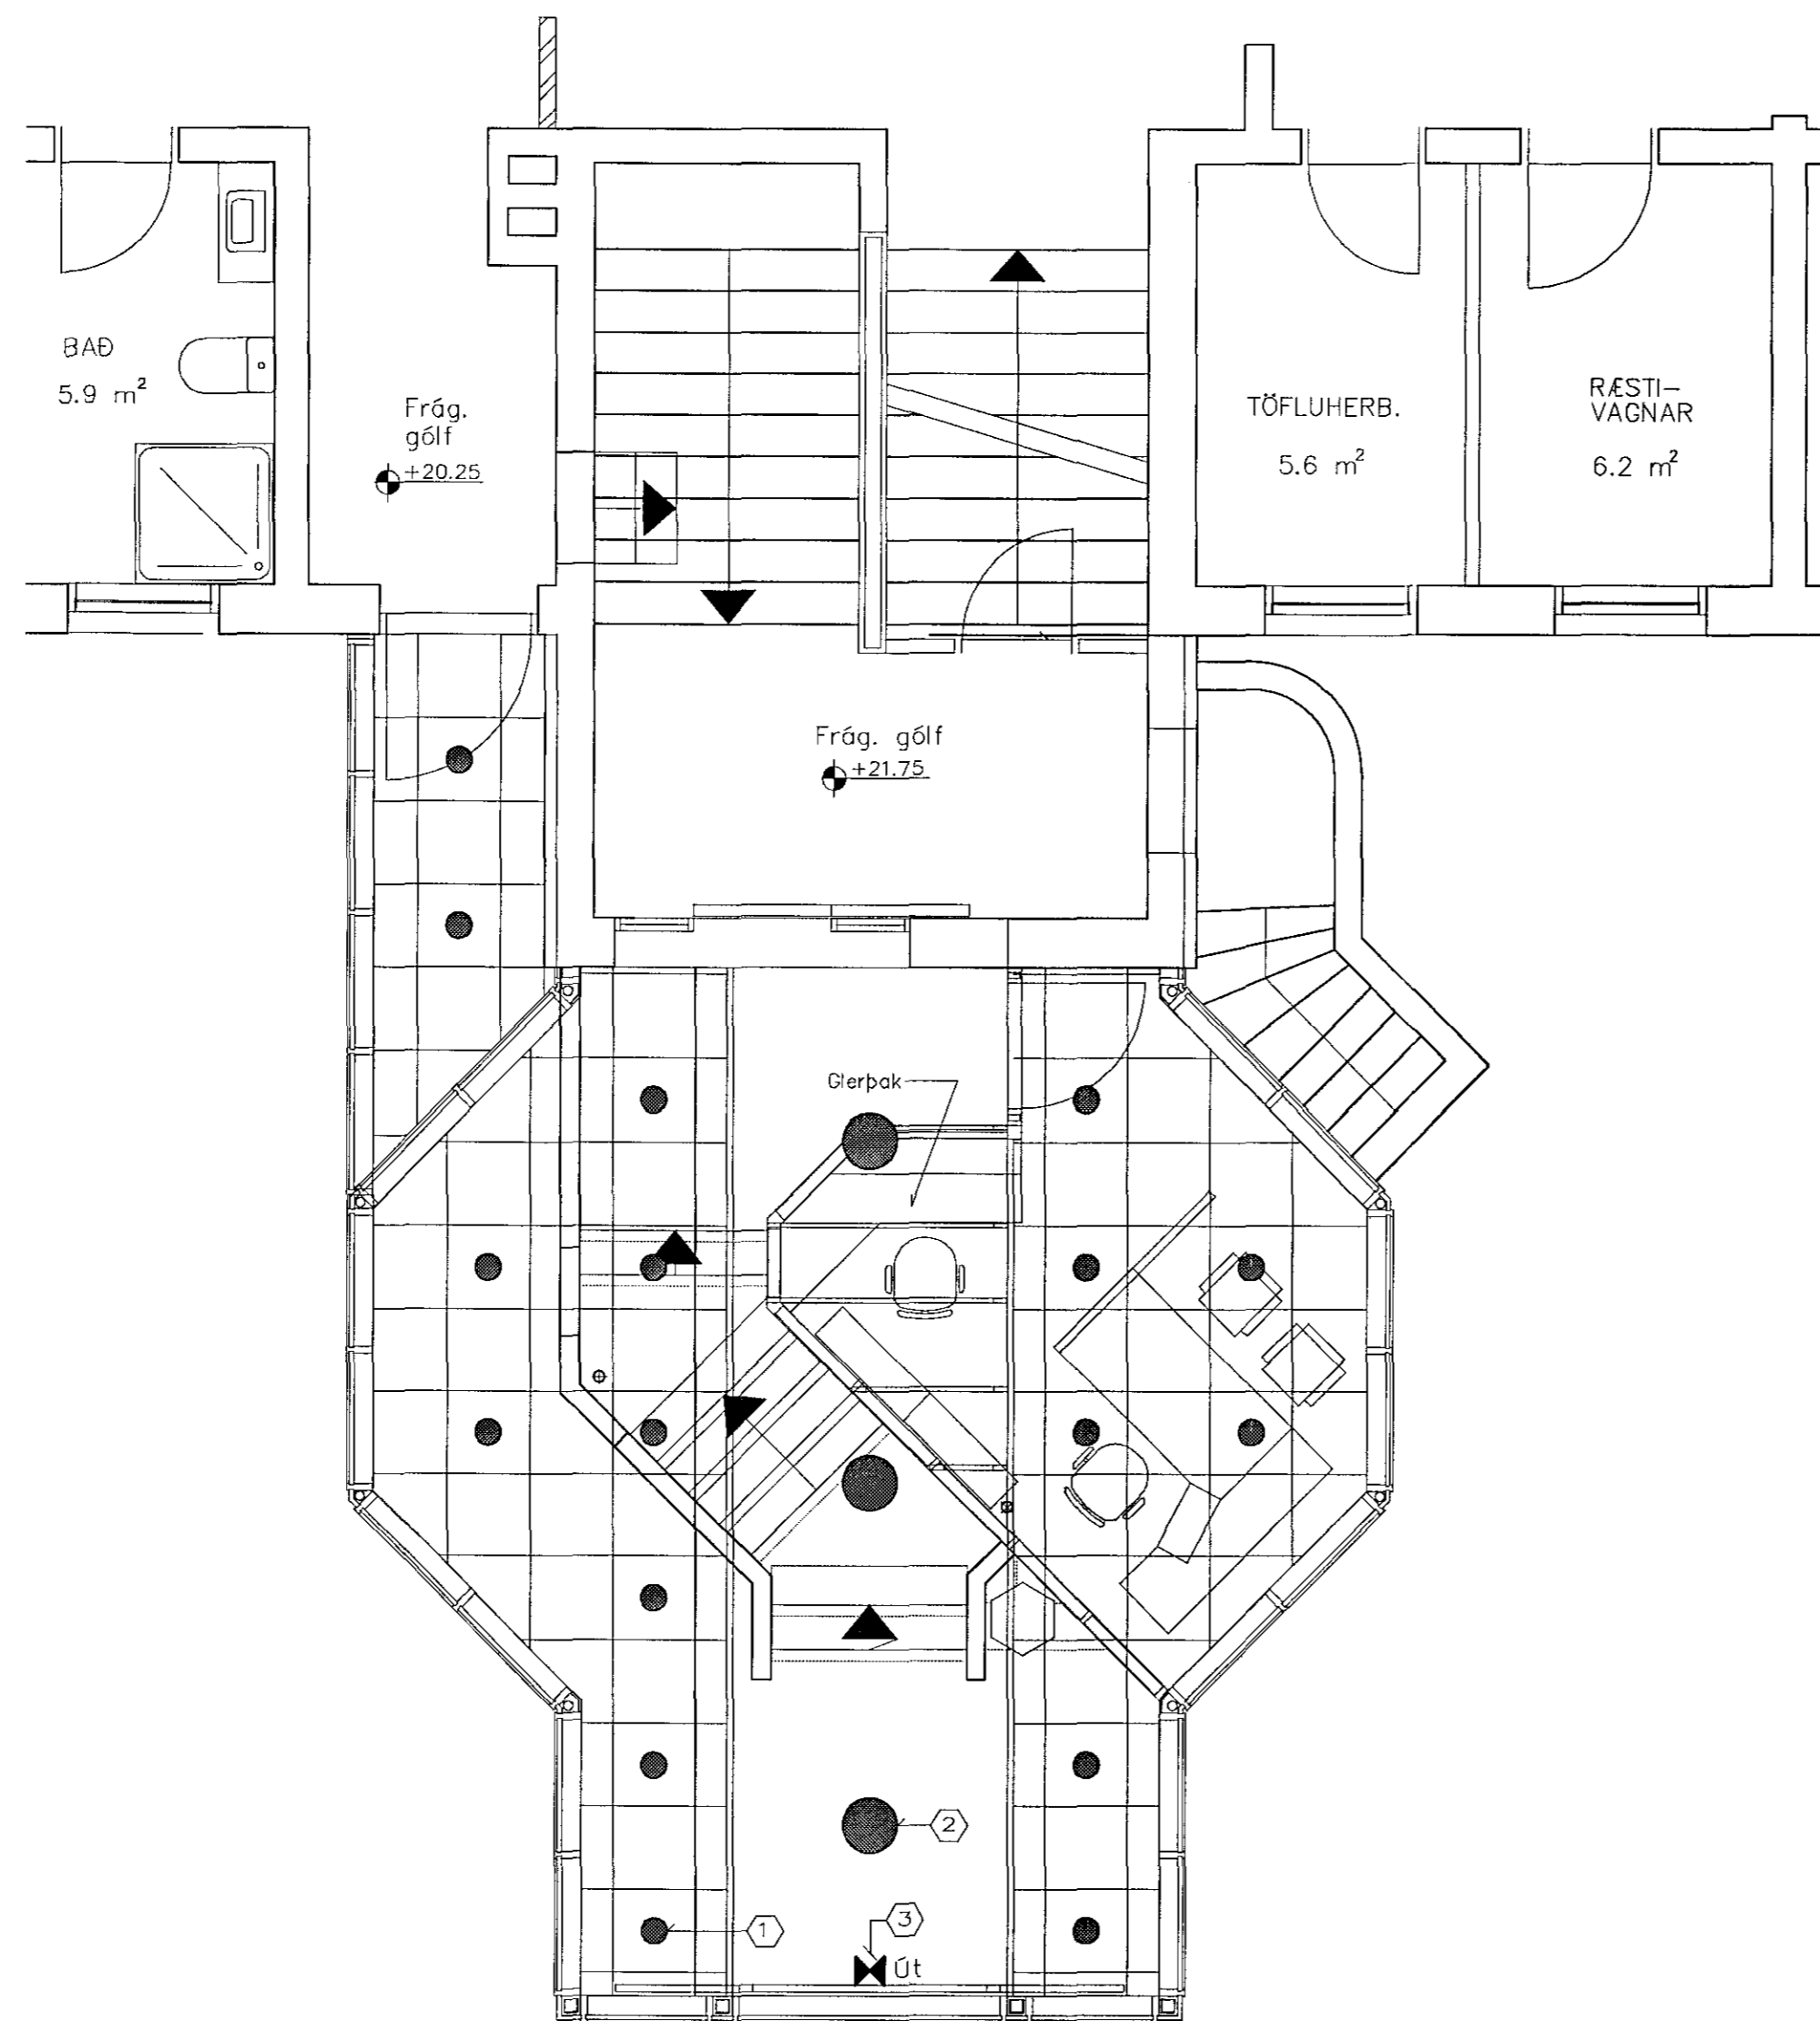 BAÐ
5.9 m²
Frág.
gólf
+20.25
TÖFLUHERB.
5.6 m²
RÆSTI-
VAGNAR
6.2 m²
Frág. gólf
+21.75
Glerþak
2
1
3
Út